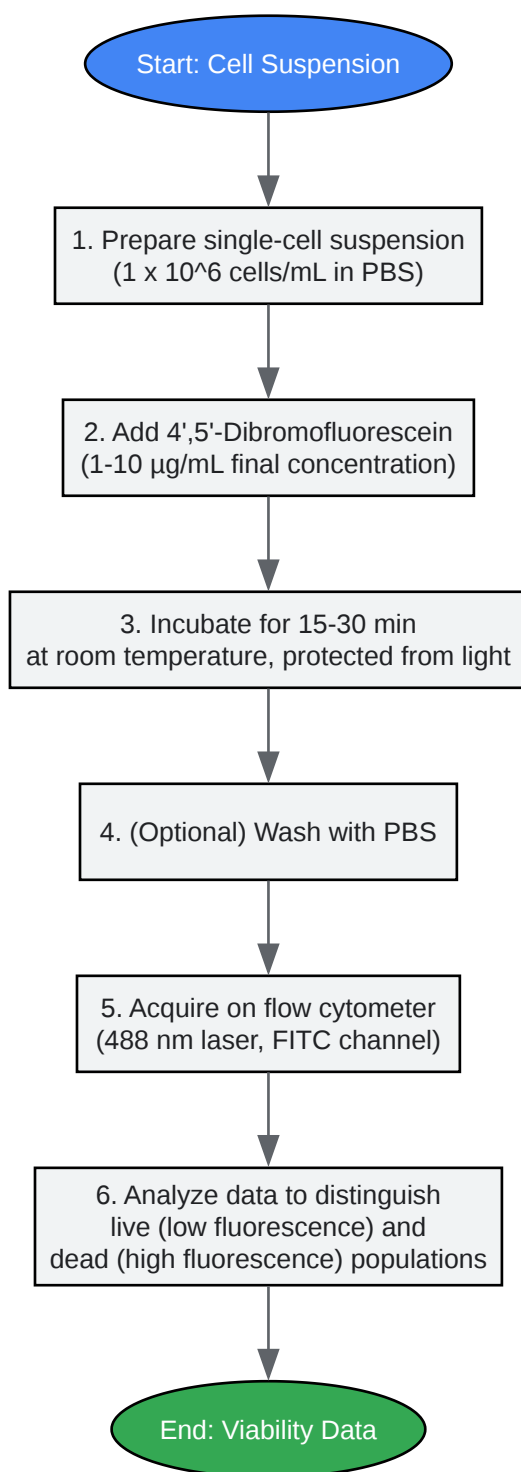 Start: Cell Suspension
1. Prepare single-cell suspension
(1 x 10^6 cells/mL in PBS)
2. Add 4',5'-Dibromofluorescein
(1-10 µg/mL final concentration)
3. Incubate for 15-30 min
at room temperature, protected from light
4. (Optional) Wash with PBS
5. Acquire on flow cytometer
(488 nm laser, FITC channel)
6. Analyze data to distinguish
live (low fluorescence) and
dead (high fluorescence) populations
End: Viability Data